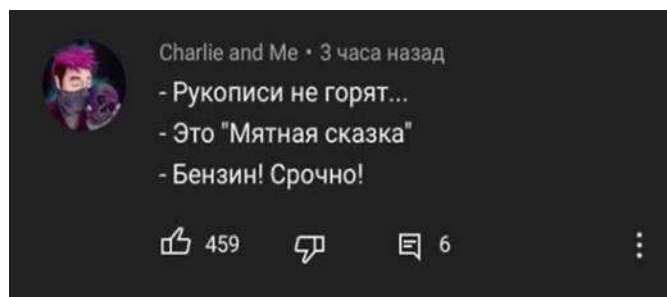 Charlie and Me • 3 часа назад
- Рукописи не горят...
- Это "Мятная сказка"
- Бензин! Срочно!
459 6